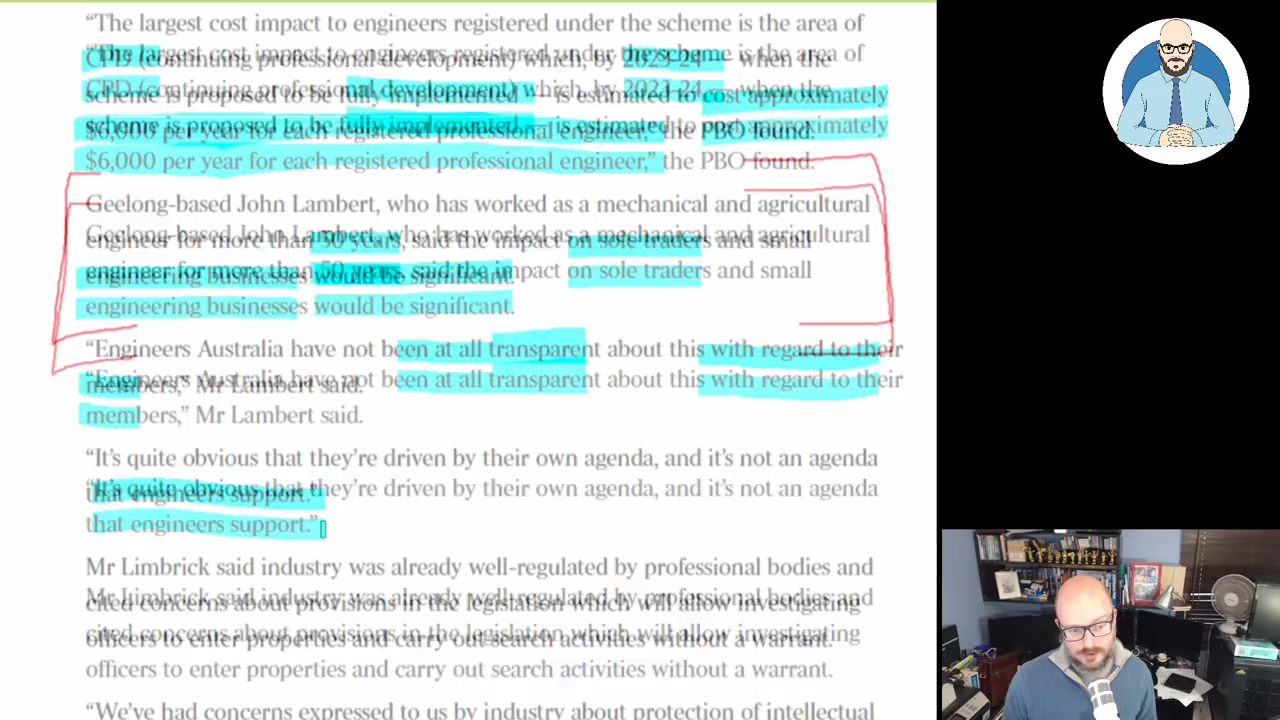 “The largest cost impact to engineers registered under the scheme is the area of
CPD (continuing professional development) which, by 2023-24 — when the
scheme is proposed to be fully implemented — is estimated to cost approximately
$6,000 per year for each registered professional engineer,” the PBO found.
Geelong-based John Lambert, who has worked as a mechanical and agricultural
engineer for more than 50 years, said the impact on sole traders and small
engineering businesses would be significant.
“Engineers Australia have not been at all transparent about this with regard to their
members,” Mr Lambert said.
“It’s quite obvious that they’re driven by their own agenda, and it’s not an agenda
that engineers support.”
Mr Limbrick said industry was already well-regulated by professional bodies and
cited concerns about provisions in the legislation which will allow investigating
officers to enter properties and carry out search activities without a warrant.
“We’ve had concerns expressed to us by industry about protection of intellectual